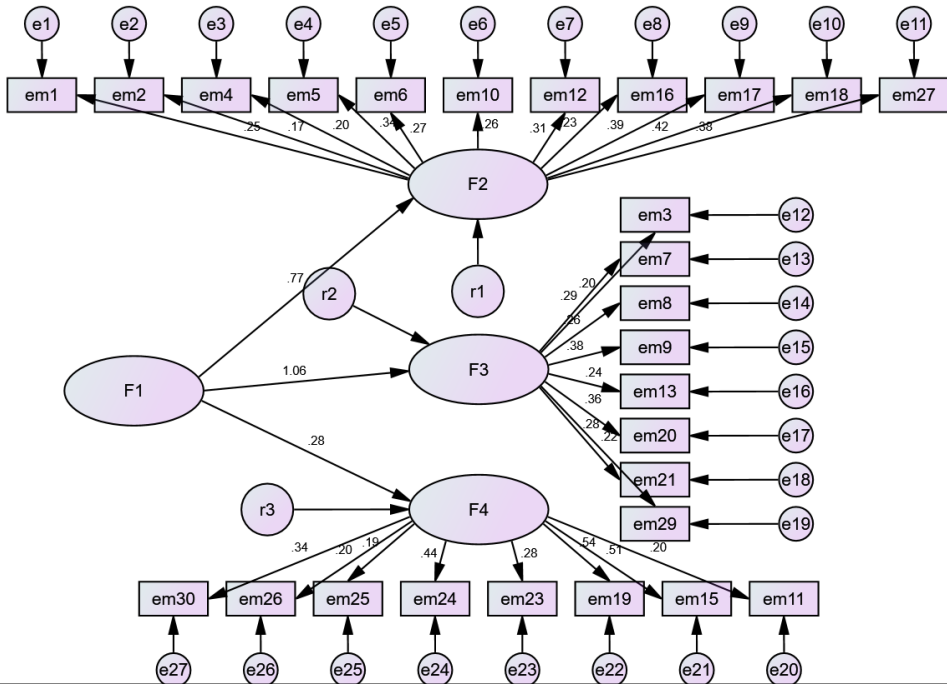 e1 e2 e3 e4 e5 e6 e7 e8 e9 e10 e11
em1 em2 em4 em5 em6 em10 em12 em16 em17 em18 em27
.25 .17 .20 .34 .27 .26 .31 .23 .39 .42 .38
F2
em3 e12
em7 e13
.77 r2 r1 .20
.29
em8 e14
.26
.38 em9 e15
F1 1.06 F3 .24 em13 e16
.36
.28 .22 em20 e17
.28 em21 e18
r3 F4 em29 e19
.34 .20 .19 .44 .28 .54 .51 .20
em30 em26 em25 em24 em23 em19 em15 em11
e27 e26 e25 e24 e23 e22 e21 e20